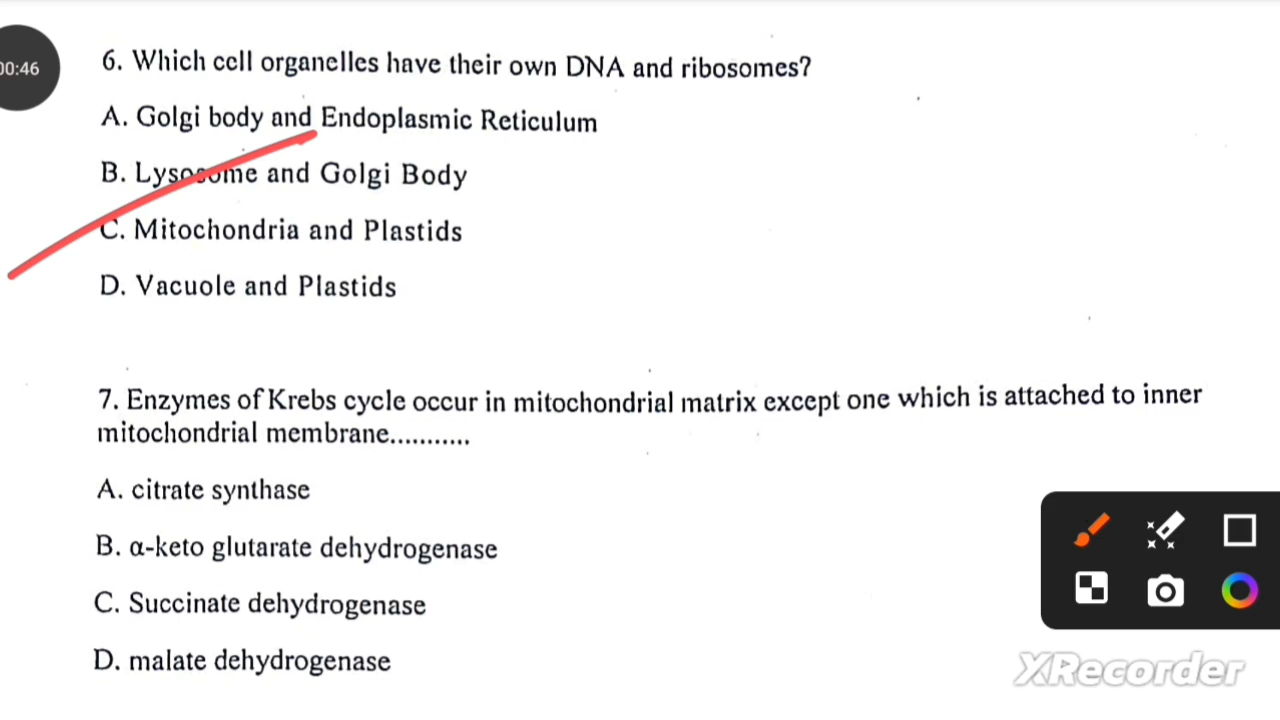 00:46
6. Which cell organelles have their own DNA and ribosomes?
A. Golgi body and Endoplasmic Reticulum
B. Lysosome and Golgi Body
C. Mitochondria and Plastids
D. Vacuole and Plastids
7. Enzymes of Krebs cycle occur in mitochondrial matrix except one which is attached to inner
mitochondrial membrane...........
A. citrate synthase
B. α-keto glutarate dehydrogenase
C. Succinate dehydrogenase
D. malate dehydrogenase
XRecorder